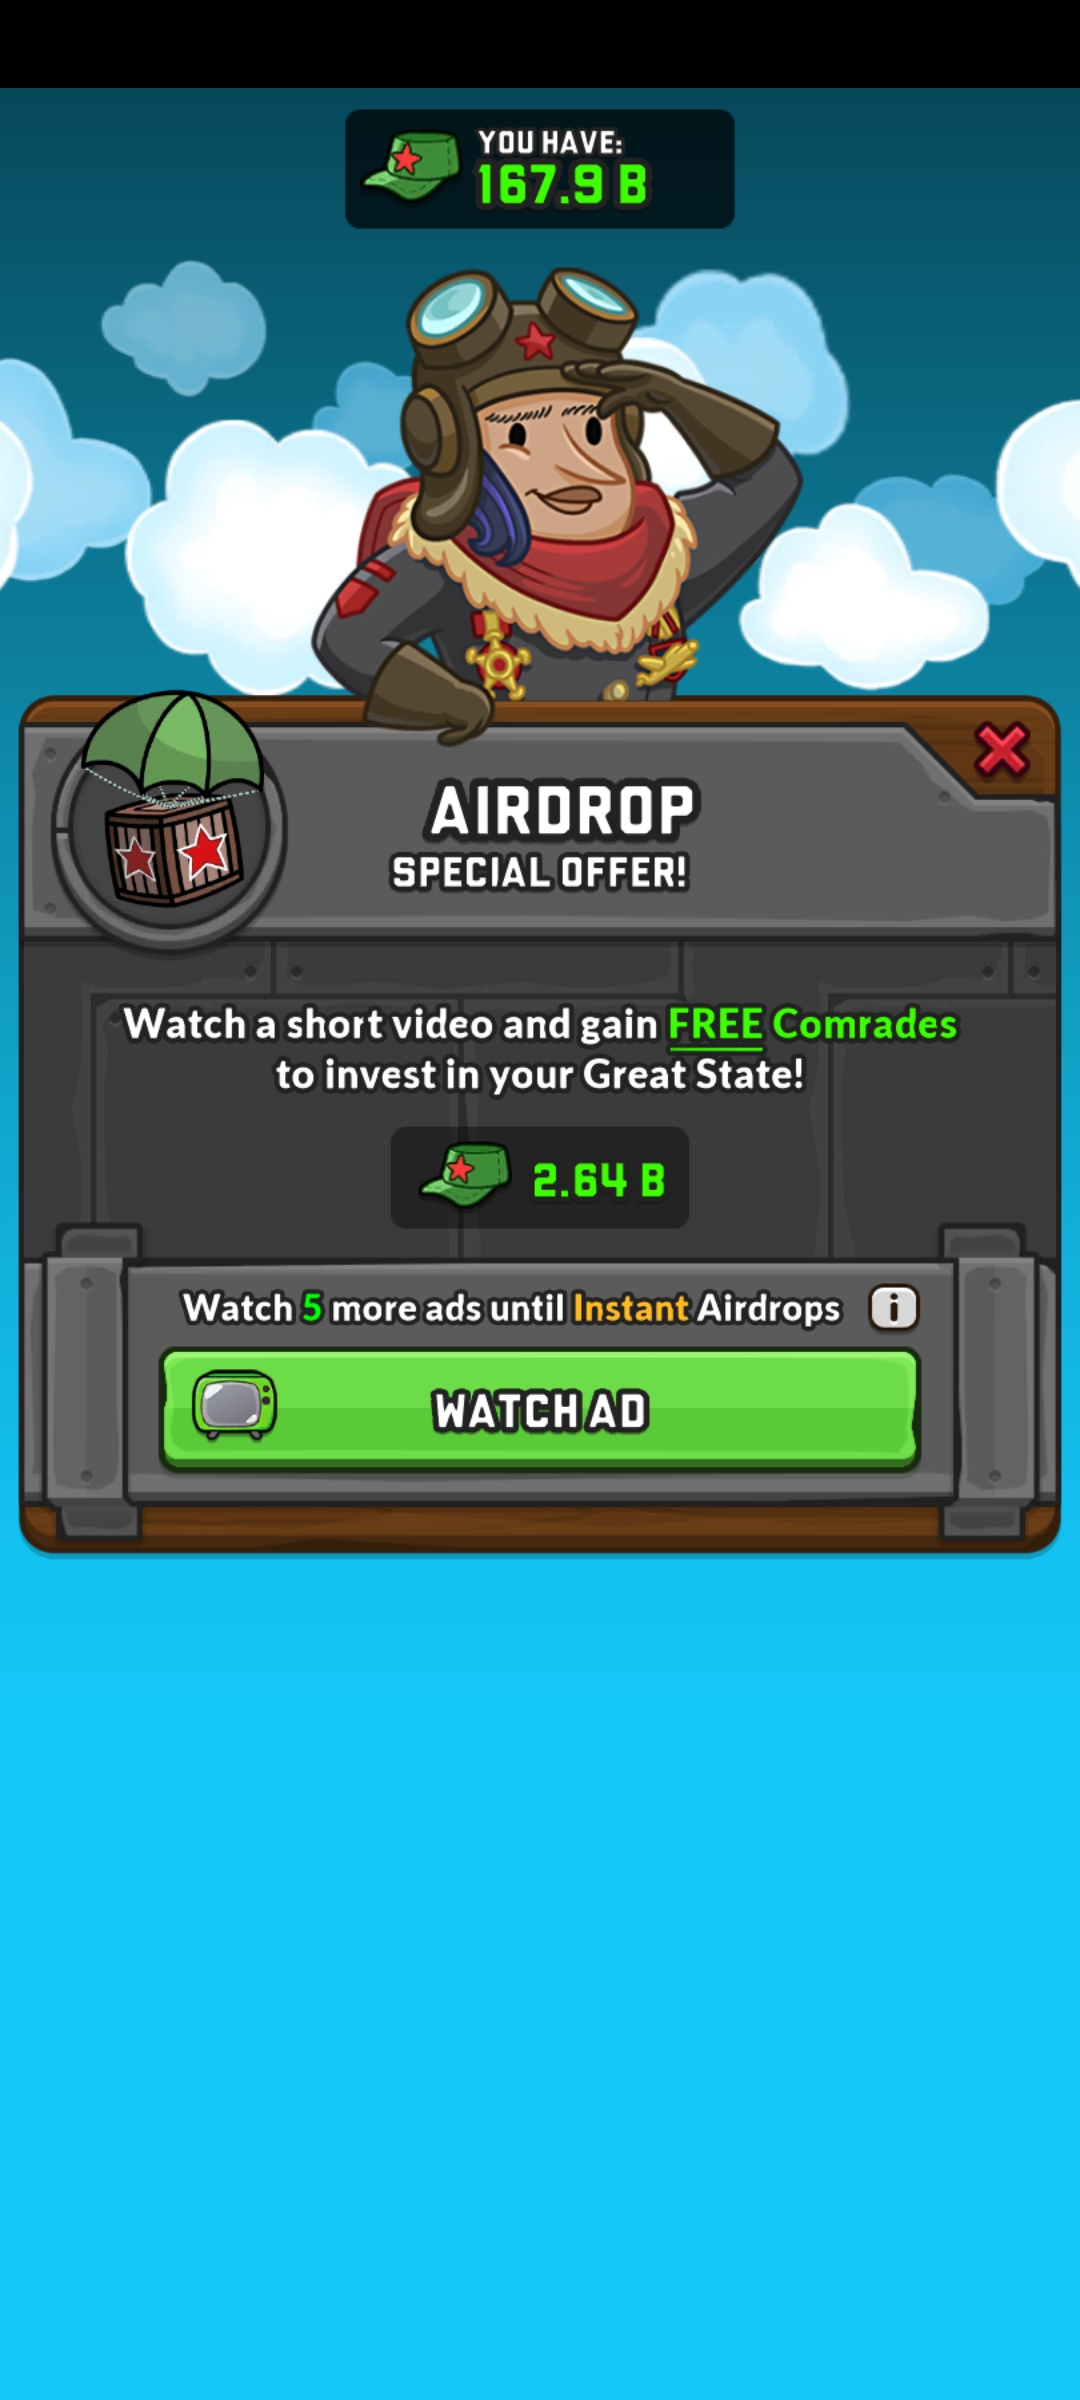 YOU HAVE:
167.9 B
AIRDROP
SPECIAL OFFER!
Watch a short video and gain FREE Comrades
to invest in your Great State!
2.64 B
Watch 5 more ads until Instant Airdrops i
WATCH AD